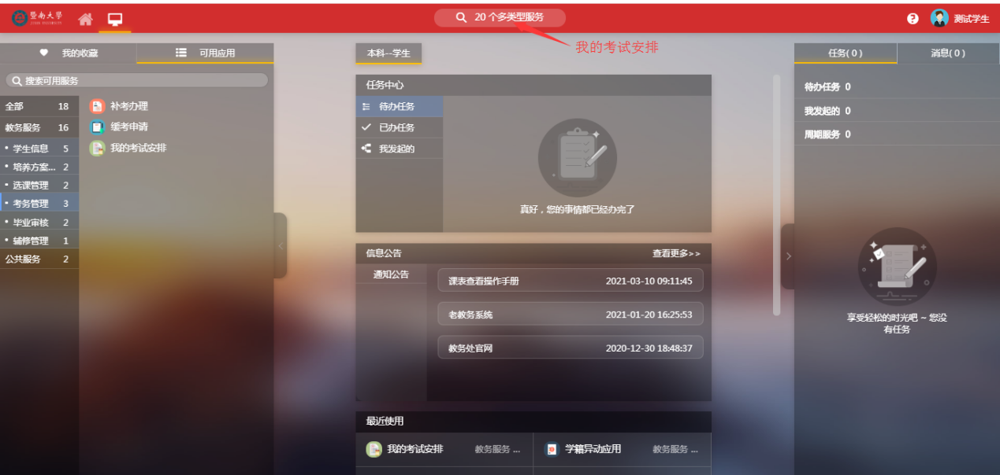 暨南大学
20 个多类型服务
测试学生
我的考试安排
我的收藏
可用应用
搜索可用服务
全部 18
教务服务 16
• 学生信息 5
• 培养方案... 2
• 选课管理 2
• 考务管理 3
• 毕业审核 2
• 辅修管理 1
公共服务 2
补考办理
缓考申请
我的考试安排
本科--学生
任务中心
待办任务
已办任务
我发起的
真好，您的事情都已经办完了
信息公告 查看更多>>
通知公告
课表查看操作手册 2021-03-10 09:11:45
老教务系统 2021-01-20 16:25:53
教务处官网 2020-12-30 18:48:37
最近使用
我的考试安排 教务服务 ...
学籍异动应用 教务服务 ...
任务( 0 )
消息( 0 )
待办任务 0
我发起的 0
周期服务 0
享受轻松的时光吧 ~ 您没
有任务